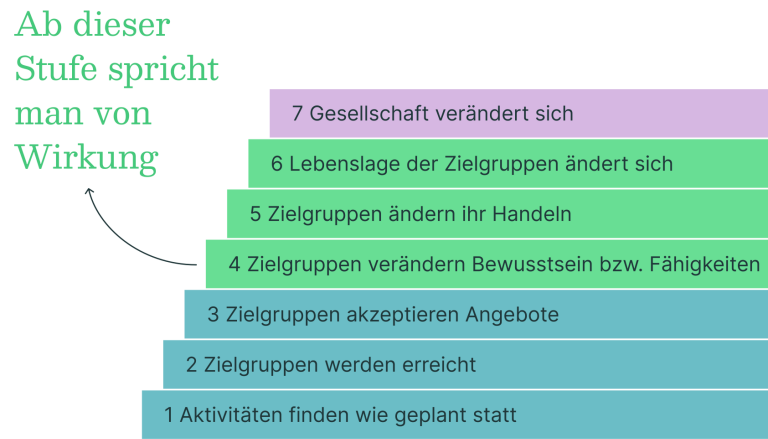 Ab dieser
Stufe spricht
man von
Wirkung
7 Gesellschaft verändert sich
6 Lebenslage der Zielgruppen ändert sich
5 Zielgruppen ändern ihr Handeln
4 Zielgruppen verändern Bewusstsein bzw. Fähigkeiten
3 Zielgruppen akzeptieren Angebote
2 Zielgruppen werden erreicht
1 Aktivitäten finden wie geplant statt